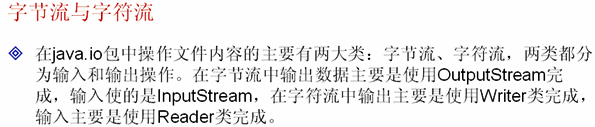 字节流与字符流
在java.io包中操作文件内容的主要有两大类：字节流、字符流，两类都分
为输入和输出操作。在字节流中输出数据主要是使用OutputStream完
成，输入使的是InputStream，在字符流中输出主要是使用Writer类完成，
输入主要是使用Reader类完成。